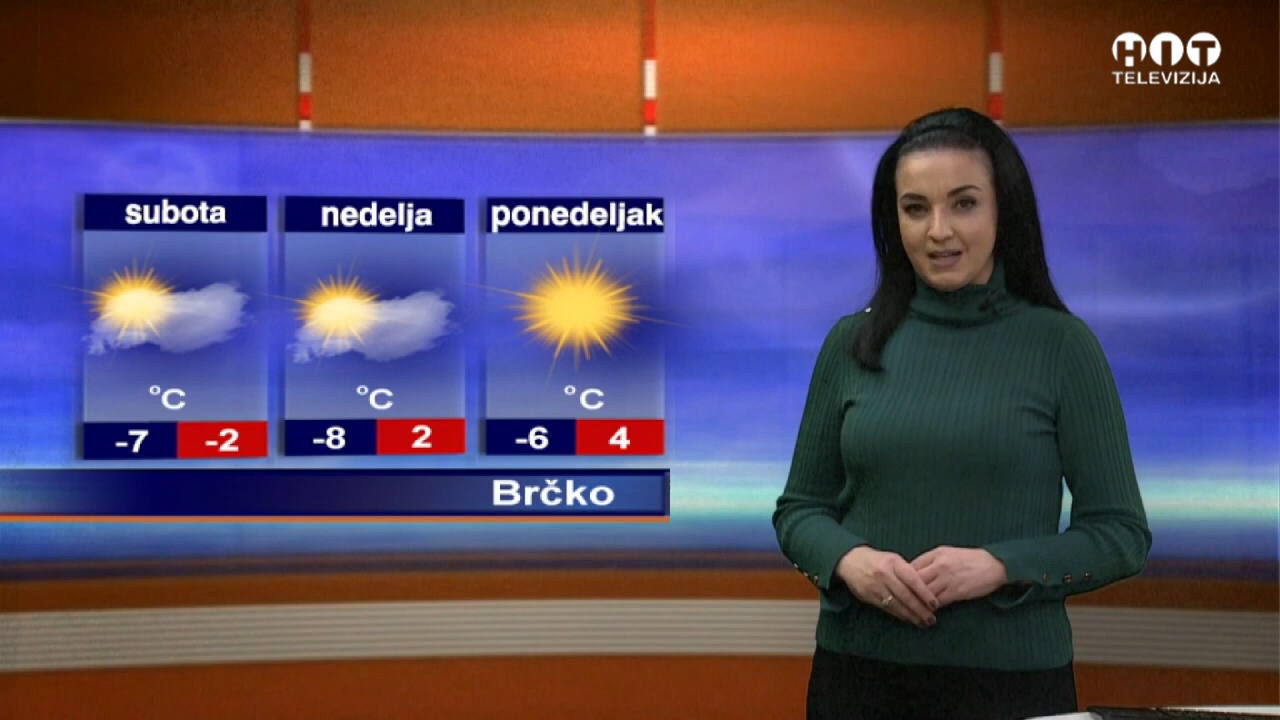 HIT
TELEVIZIJA
subota
nedelja
ponedeljak
°C
°C
°C
-7
-2
-8
2
-6
4
Brčko